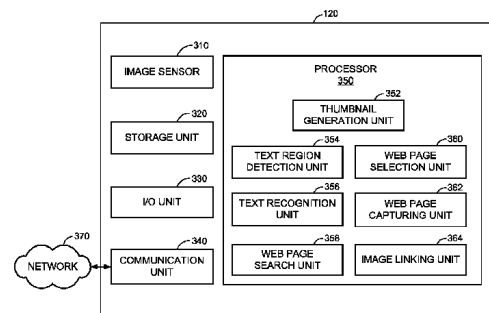 120
310
IMAGE SENSOR
320
STORAGE UNIT
330
I/O UNIT
340
COMMUNICATION
UNIT
370
NETWORK
PROCESSOR
350
352
THUMBNAIL
GENERATION UNIT
354
TEXT REGION
DETECTION UNIT
360
WEB PAGE
SELECTION UNIT
356
TEXT RECOGNITION
UNIT
362
WEB PAGE
CAPTURING UNIT
358
WEB PAGE
SEARCH UNIT
364
IMAGE LINKING UNIT